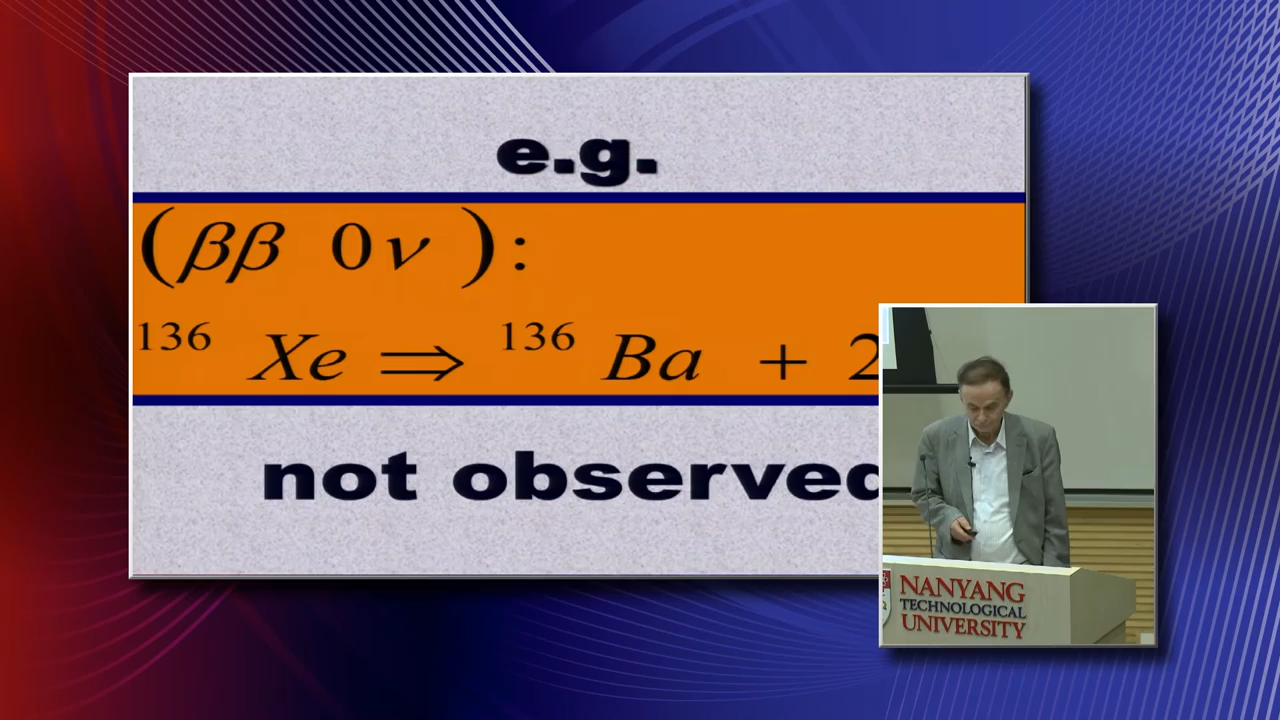 e.g.
(ββ 0ν ):
¹³⁶ Xe ⇒ ¹³⁶ Ba + 2
not observed
NANYANG
TECHNOLOGICAL
UNIVERSITY